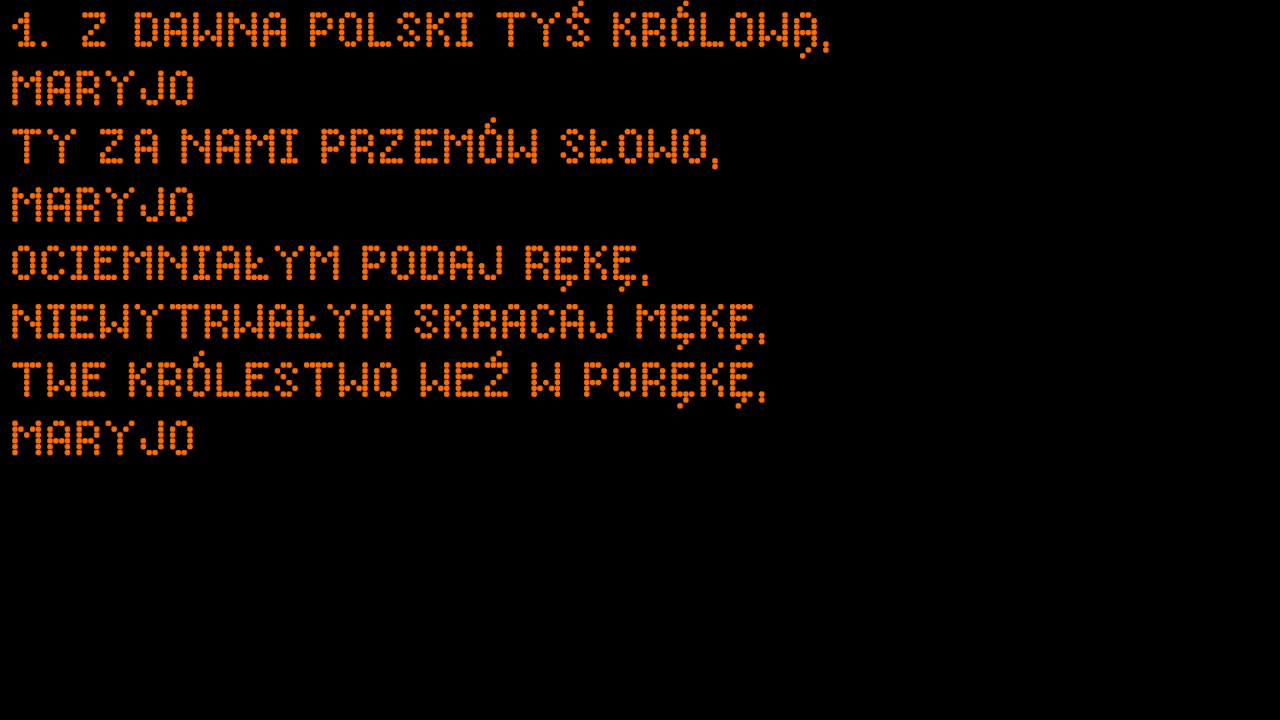 1. Z DAWNA POLSKI TYŚ KRÓLOWĄ,
MARYJO
TY ZA NAMI PRZEMÓW SŁOWO,
MARYJO
OCIEMNIAŁYM PODAJ RĘKĘ,
NIEWYTRWAŁYM SKRACAJ MĘKĘ,
TWE KRÓLESTWO WEŹ W PORĘKĘ,
MARYJO